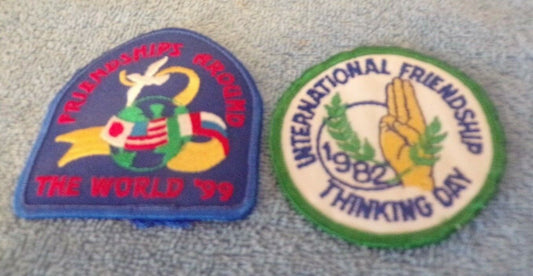 FRIENDSHIPS AROUND
THE WORLD '99
INTERNATIONAL FRIENDSHIP
1982
THINKING DAY